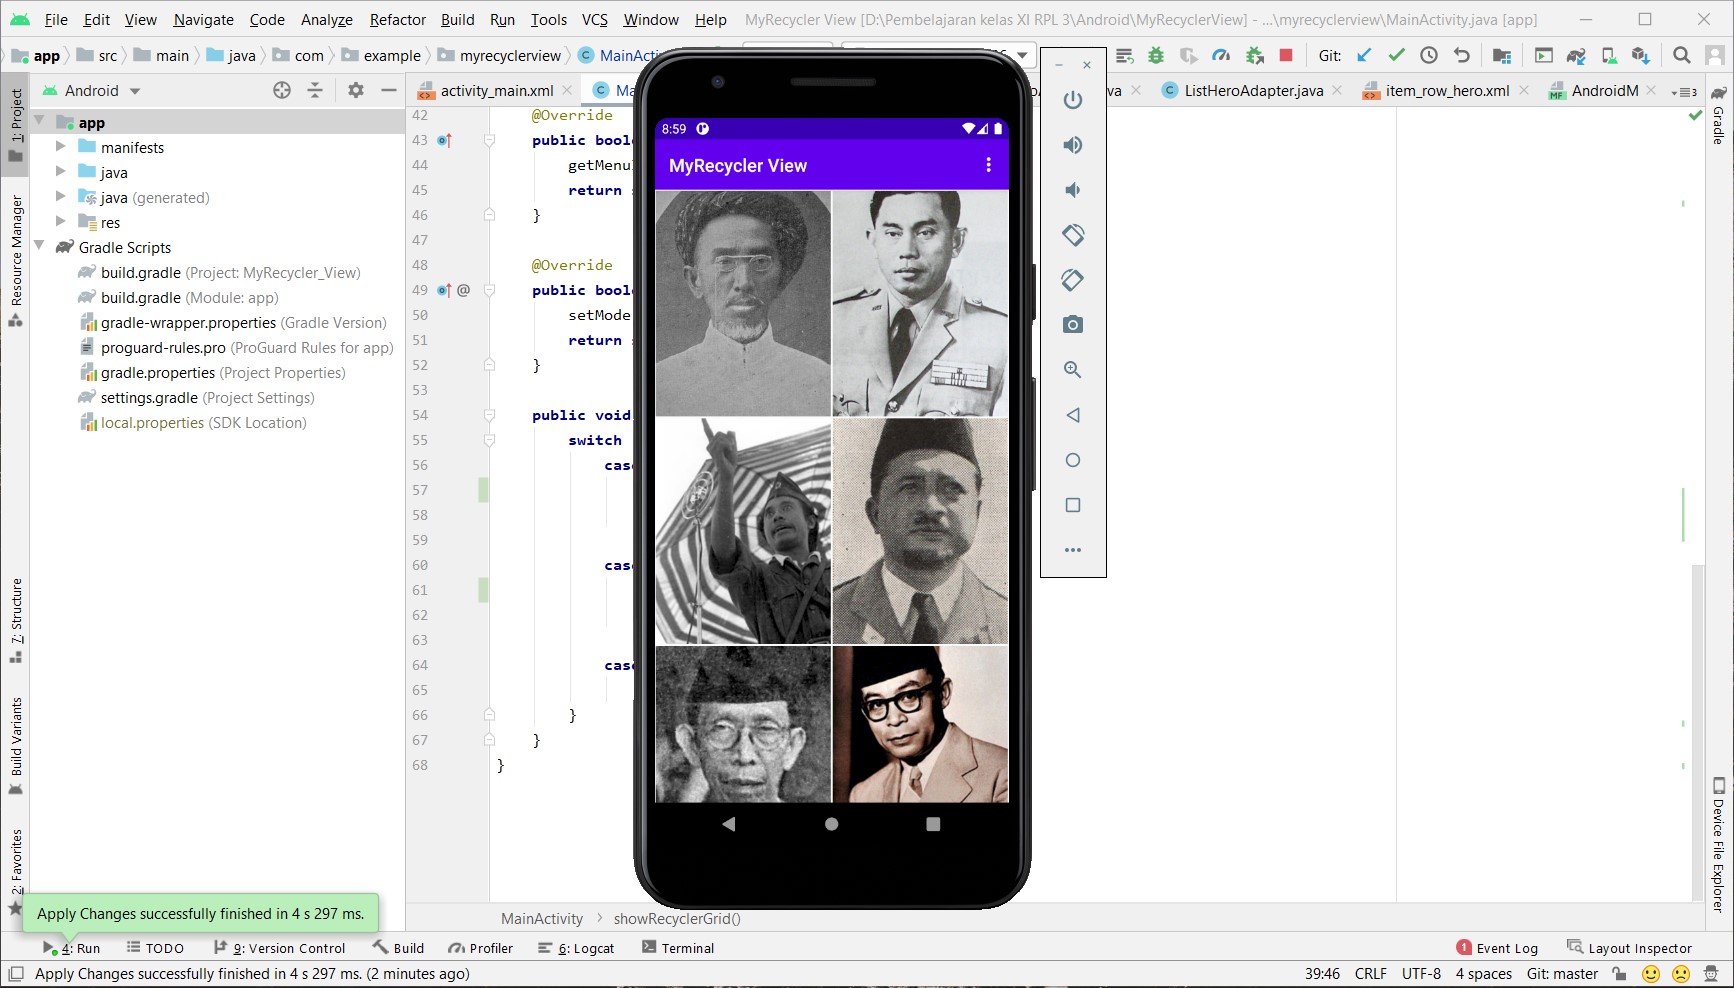 File Edit View Navigate Code Analyze Refactor Build Run Tools VCS Window Help MyRecycler View [D:\Pembelajaran kelas XI RPL 3\Android\MyRecyclerView] - ...\myrecyclerview\MainActivity.java [app]
app src main java com example myrecyclerview MainActi Git:
Android activity_main.xml Ma va ListHeroAdapter.java item_row_hero.xml AndroidM 3
1: Project
Resource Manager
7: Structure
Build Variants
2: Favorites
app
manifests
java
java (generated)
res
Gradle Scripts
build.gradle (Project: MyRecycler_View)
build.gradle (Module: app)
gradle-wrapper.properties (Gradle Version)
proguard-rules.pro (ProGuard Rules for app)
gradle.properties (Project Properties)
settings.gradle (Project Settings)
local.properties (SDK Location)
42 @Override
43 public boole
44 getMenuI
45 return s
46 }
47
48 @Override
49 @ public boole
50 setMode
51 return s
52 }
53
54 public void
55 switch
56 case
57
58
59
60 case
61
62
63
64 case
65
66 }
67 }
68 }
8:59
MyRecycler View
Gradle
Device File Explorer
MainActivity showRecyclerGrid()
Apply Changes successfully finished in 4 s 297 ms.
4: Run TODO 9: Version Control Build Profiler 6: Logcat Terminal 1 Event Log Layout Inspector
Apply Changes successfully finished in 4 s 297 ms. (2 minutes ago) 39:46 CRLF UTF-8 4 spaces Git: master